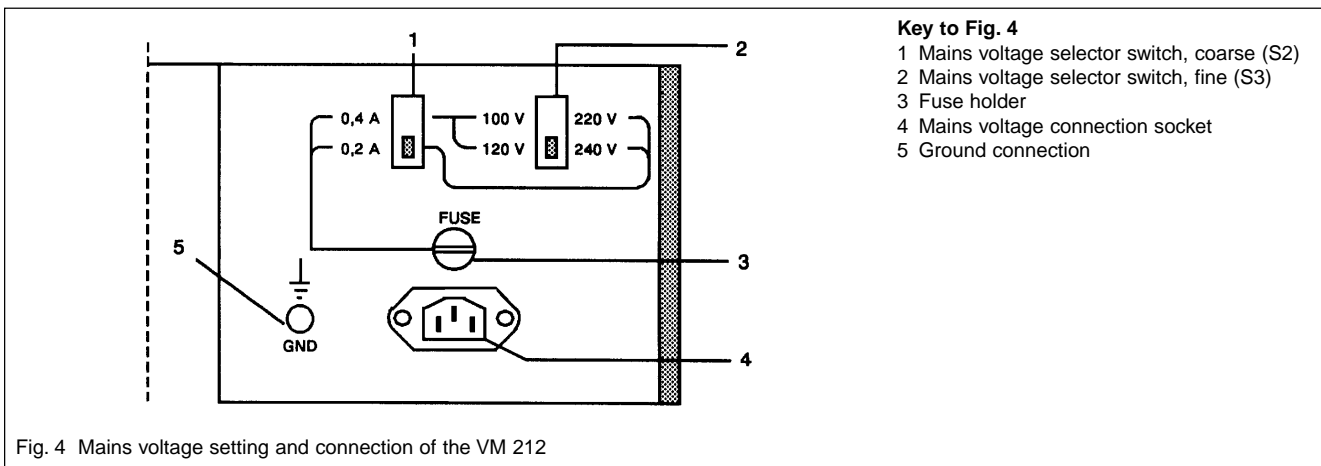 1
2
0,4 A
100 V
220 V
0,2 A
120 V
240 V
FUSE
5
3
GND
4
Fig. 4 Mains voltage setting and connection of the VM 212
Key to Fig. 4
1 Mains voltage selector switch, coarse (S2)
2 Mains voltage selector switch, fine (S3)
3 Fuse holder
4 Mains voltage connection socket
5 Ground connection